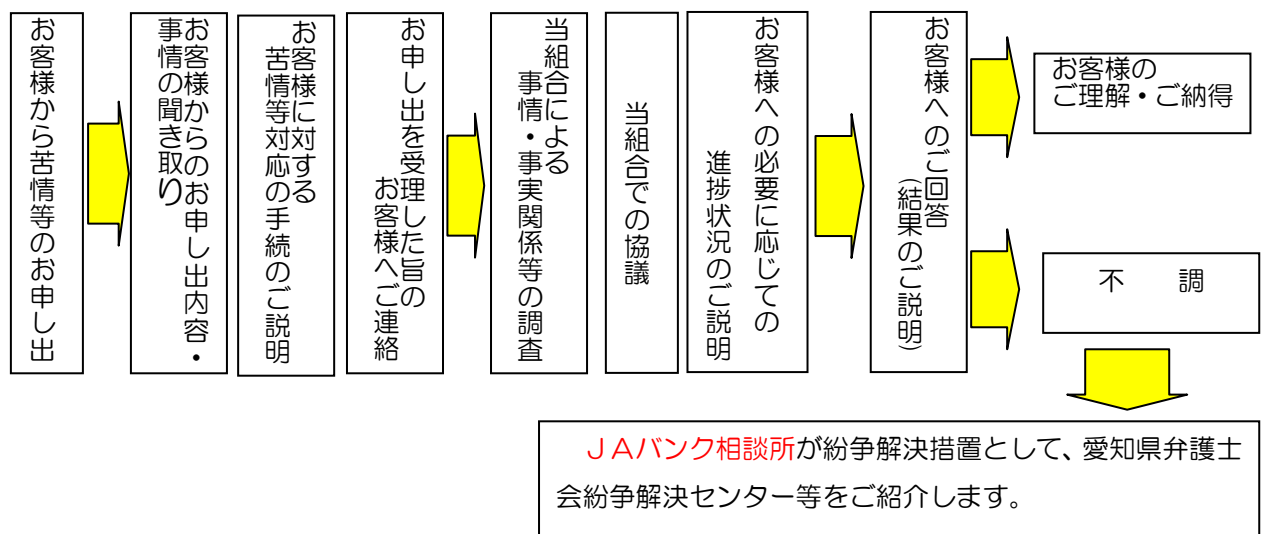 お客様から苦情等のお申し出
お客様からのお申し出内容・
事情の聞き取り
お客様に対する
苦情等対応の手続のご説明
お申し出を受理した旨の
お客様へご連絡
当組合による
事情・事実関係等の調査
当組合での協議
お客様への必要に応じての
進捗状況のご説明
お客様へのご回答
（結果のご説明）
お客様の
ご理解・ご納得
不　調
ＪＡバンク相談所が紛争解決措置として、愛知県弁護士
会紛争解決センター等をご紹介します。